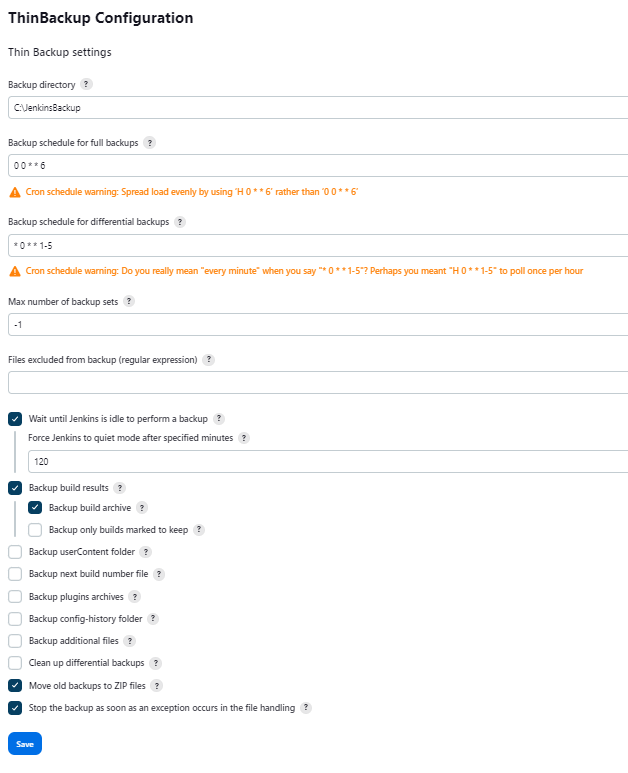 ThinBackup Configuration
Thin Backup settings
Backup directory ?
C:\JenkinsBackup
Backup schedule for full backups ?
0 0 * * 6
Cron schedule warning: Spread load evenly by using 'H 0 * * 6' rather than '0 0 * * 6'
Backup schedule for differential backups ?
* 0 * * 1-5
Cron schedule warning: Do you really mean "every minute" when you say "* 0 * * 1-5"? Perhaps you meant "H 0 * * 1-5" to poll once per hour
Max number of backup sets ?
-1
Files excluded from backup (regular expression) ?
Wait until Jenkins is idle to perform a backup ?
Force Jenkins to quiet mode after specified minutes ?
120
Backup build results ?
Backup build archive ?
Backup only builds marked to keep ?
Backup userContent folder ?
Backup next build number file ?
Backup plugins archives ?
Backup config-history folder ?
Backup additional files ?
Clean up differential backups ?
Move old backups to ZIP files ?
Stop the backup as soon as an exception occurs in the file handling ?
Save